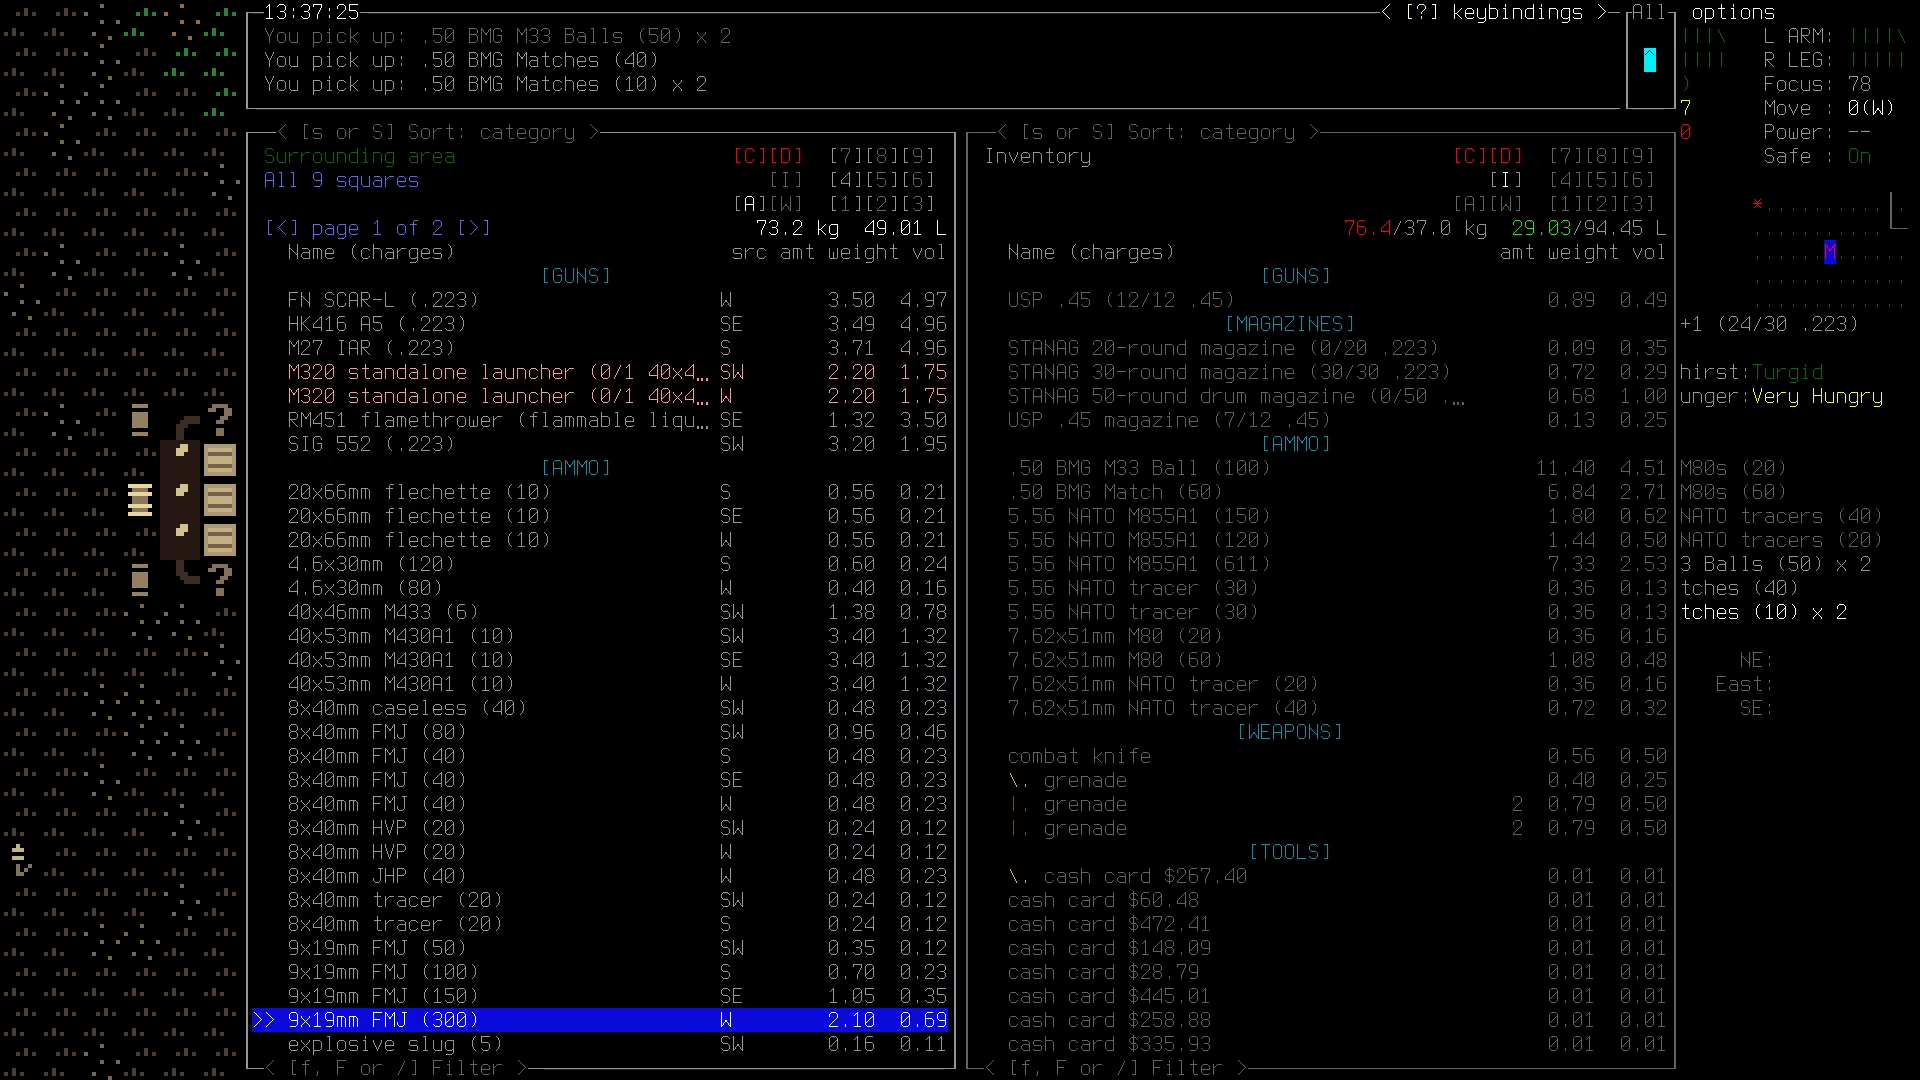 13:37:25 < [?] keybindings > All options
You pick up: .50 BMG M33 Balls (50) x 2
You pick up: .50 BMG Matches (40)
You pick up: .50 BMG Matches (10) x 2
^
L ARM: ||||\
R LEG: |||||
Focus: 78
7 Move : 0(W)
0 Power: --
Safe : On
< [s or S] Sort: category >
Surrounding area [C][D] [7][8][9]
All 9 squares [I] [4][5][6]
[A][W] [1][2][3]
[<] page 1 of 2 [>] 73.2 kg 49.01 L
Name (charges) src amt weight vol
[GUNS]
FN SCAR-L (.223) W 3.50 4.97
HK416 A5 (.223) SE 3.49 4.96
M27 IAR (.223) S 3.71 4.96
M320 standalone launcher (0/1 40x4… SW 2.20 1.75
M320 standalone launcher (0/1 40x4… W 2.20 1.75
RM451 flamethrower (flammable liqu… SE 1.32 3.50
SIG 552 (.223) SW 3.20 1.95
[AMMO]
20x66mm flechette (10) S 0.56 0.21
20x66mm flechette (10) SE 0.56 0.21
20x66mm flechette (10) W 0.56 0.21
4.6x30mm (120) S 0.60 0.24
4.6x30mm (80) W 0.40 0.16
40x46mm M433 (6) SW 1.38 0.78
40x53mm M430A1 (10) SW 3.40 1.32
40x53mm M430A1 (10) SE 3.40 1.32
40x53mm M430A1 (10) W 3.40 1.32
8x40mm caseless (40) SW 0.48 0.23
8x40mm FMJ (80) SW 0.96 0.46
8x40mm FMJ (40) S 0.48 0.23
8x40mm FMJ (40) SE 0.48 0.23
8x40mm FMJ (40) W 0.48 0.23
8x40mm HVP (20) SW 0.24 0.12
8x40mm HVP (20) W 0.24 0.12
8x40mm JHP (40) W 0.48 0.23
8x40mm tracer (20) SW 0.24 0.12
8x40mm tracer (20) S 0.24 0.12
9x19mm FMJ (50) SW 0.35 0.12
9x19mm FMJ (100) S 0.70 0.23
9x19mm FMJ (150) SE 1.05 0.35
>> 9x19mm FMJ (300) W 2.10 0.69
explosive slug (5) SW 0.16 0.11
< [f, F or /] Filter >
< [s or S] Sort: category >
Inventory [C][D] [7][8][9]
[I] [4][5][6]
[A][W] [1][2][3]
76.4/37.0 kg 29.03/94.45 L
Name (charges) amt weight vol
[GUNS]
USP .45 (12/12 .45) 0.89 0.49
[MAGAZINES]
STANAG 20-round magazine (0/20 .223) 0.09 0.35
STANAG 30-round magazine (30/30 .223) 0.72 0.29
STANAG 50-round drum magazine (0/50 .… 0.68 1.00
USP .45 magazine (7/12 .45) 0.13 0.25
[AMMO]
.50 BMG M33 Ball (100) 11.40 4.51
.50 BMG Match (60) 6.84 2.71
5.56 NATO M855A1 (150) 1.80 0.62
5.56 NATO M855A1 (120) 1.44 0.50
5.56 NATO M855A1 (611) 7.33 2.53
5.56 NATO tracer (30) 0.36 0.13
5.56 NATO tracer (30) 0.36 0.13
7.62x51mm M80 (20) 0.36 0.16
7.62x51mm M80 (60) 1.08 0.48
7.62x51mm NATO tracer (20) 0.36 0.16
7.62x51mm NATO tracer (40) 0.72 0.32
[WEAPONS]
combat knife 0.56 0.50
\. grenade 0.40 0.25
|. grenade 2 0.79 0.50
|. grenade 2 0.79 0.50
[TOOLS]
\. cash card $267.40 0.01 0.01
cash card $60.48 0.01 0.01
cash card $472.41 0.01 0.01
cash card $148.09 0.01 0.01
cash card $28.79 0.01 0.01
cash card $445.01 0.01 0.01
cash card $258.88 0.01 0.01
cash card $335.93 0.01 0.01
< [f, F or /] Filter >
M
+1 (24/30 .223)
hirst:Turgid
unger:Very Hungry
M80s (20)
M80s (60)
NATO tracers (40)
NATO tracers (20)
3 Balls (50) x 2
tches (40)
tches (10) x 2
NE:
East:
SE: